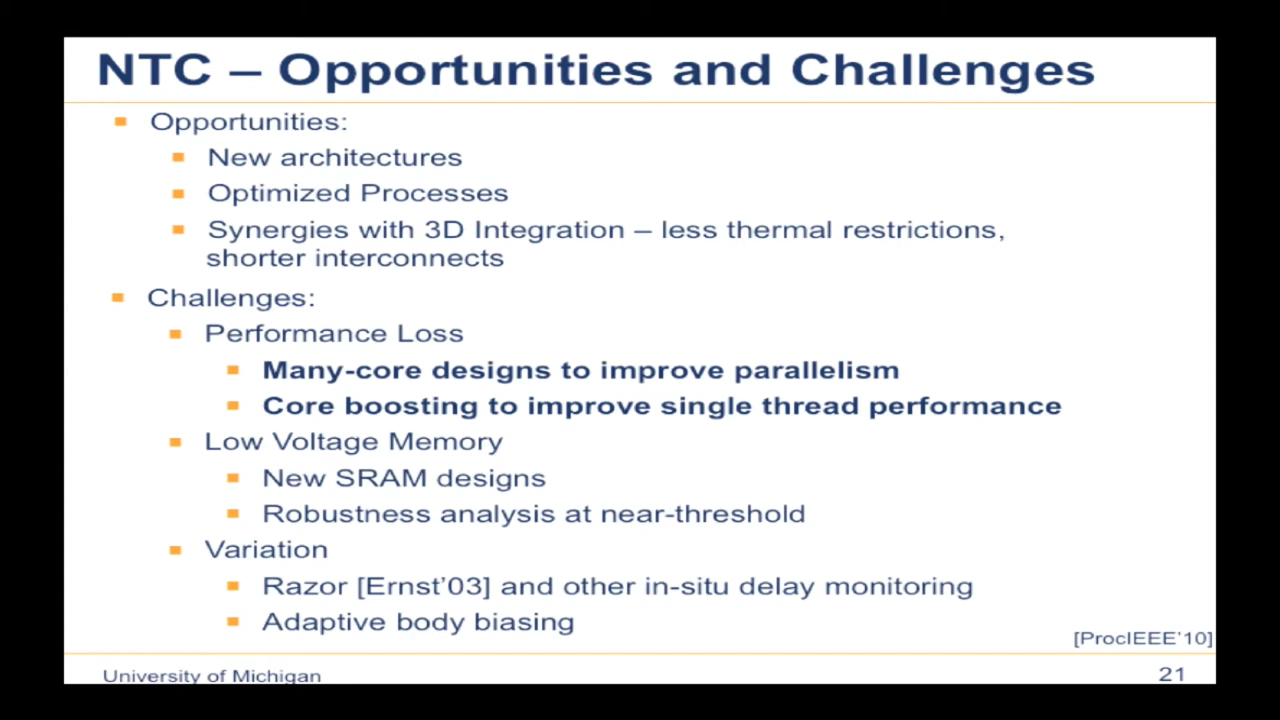 NTC – Opportunities and Challenges
Opportunities:
New architectures
Optimized Processes
Synergies with 3D Integration – less thermal restrictions,
shorter interconnects
Challenges:
Performance Loss
Many-core designs to improve parallelism
Core boosting to improve single thread performance
Low Voltage Memory
New SRAM designs
Robustness analysis at near-threshold
Variation
Razor [Ernst’03] and other in-situ delay monitoring
Adaptive body biasing
[ProcIEEE’10]
University of Michigan
21